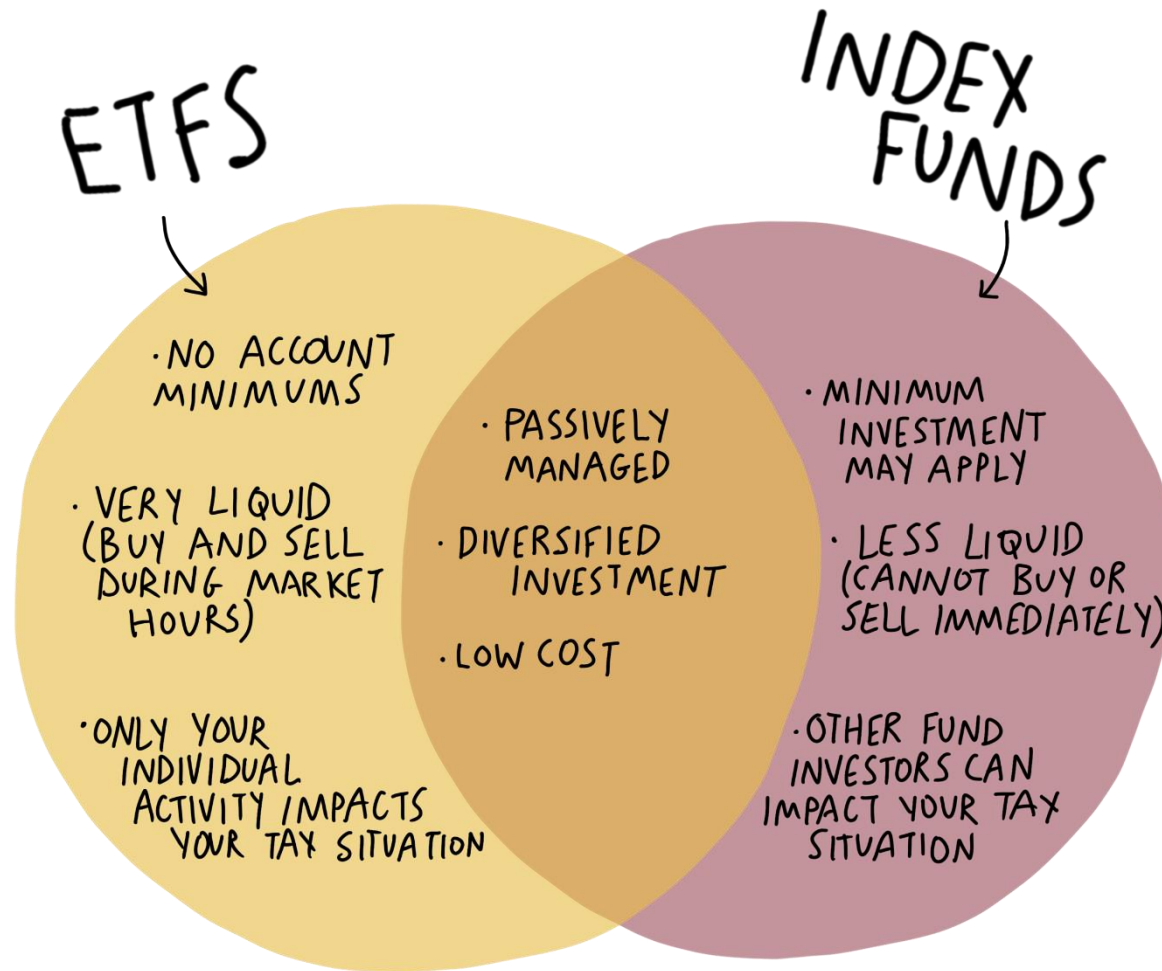 ETFS
INDEX
FUNDS
· NO ACCOUNT
MINIMUMS
· VERY LIQUID
(BUY AND SELL
DURING MARKET
HOURS)
· ONLY YOUR
INDIVIDUAL
ACTIVITY IMPACTS
YOUR TAX SITUATION
· PASSIVELY
MANAGED
· DIVERSIFIED
INVESTMENT
· LOW COST
· MINIMUM
INVESTMENT
MAY APPLY
· LESS LIQUID
(CANNOT BUY OR
SELL IMMEDIATELY)
· OTHER FUND
INVESTORS CAN
IMPACT YOUR TAX
SITUATION